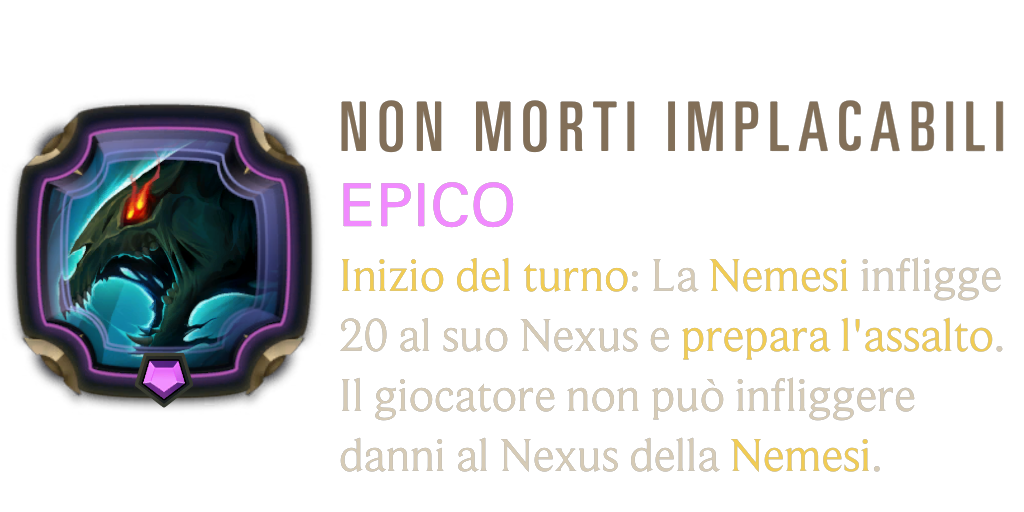 NON MORTI IMPLACABILI
EPICO
Inizio del turno: La Nemesi infligge
20 al suo Nexus e prepara l'assalto.
Il giocatore non può infliggere
danni al Nexus della Nemesi.